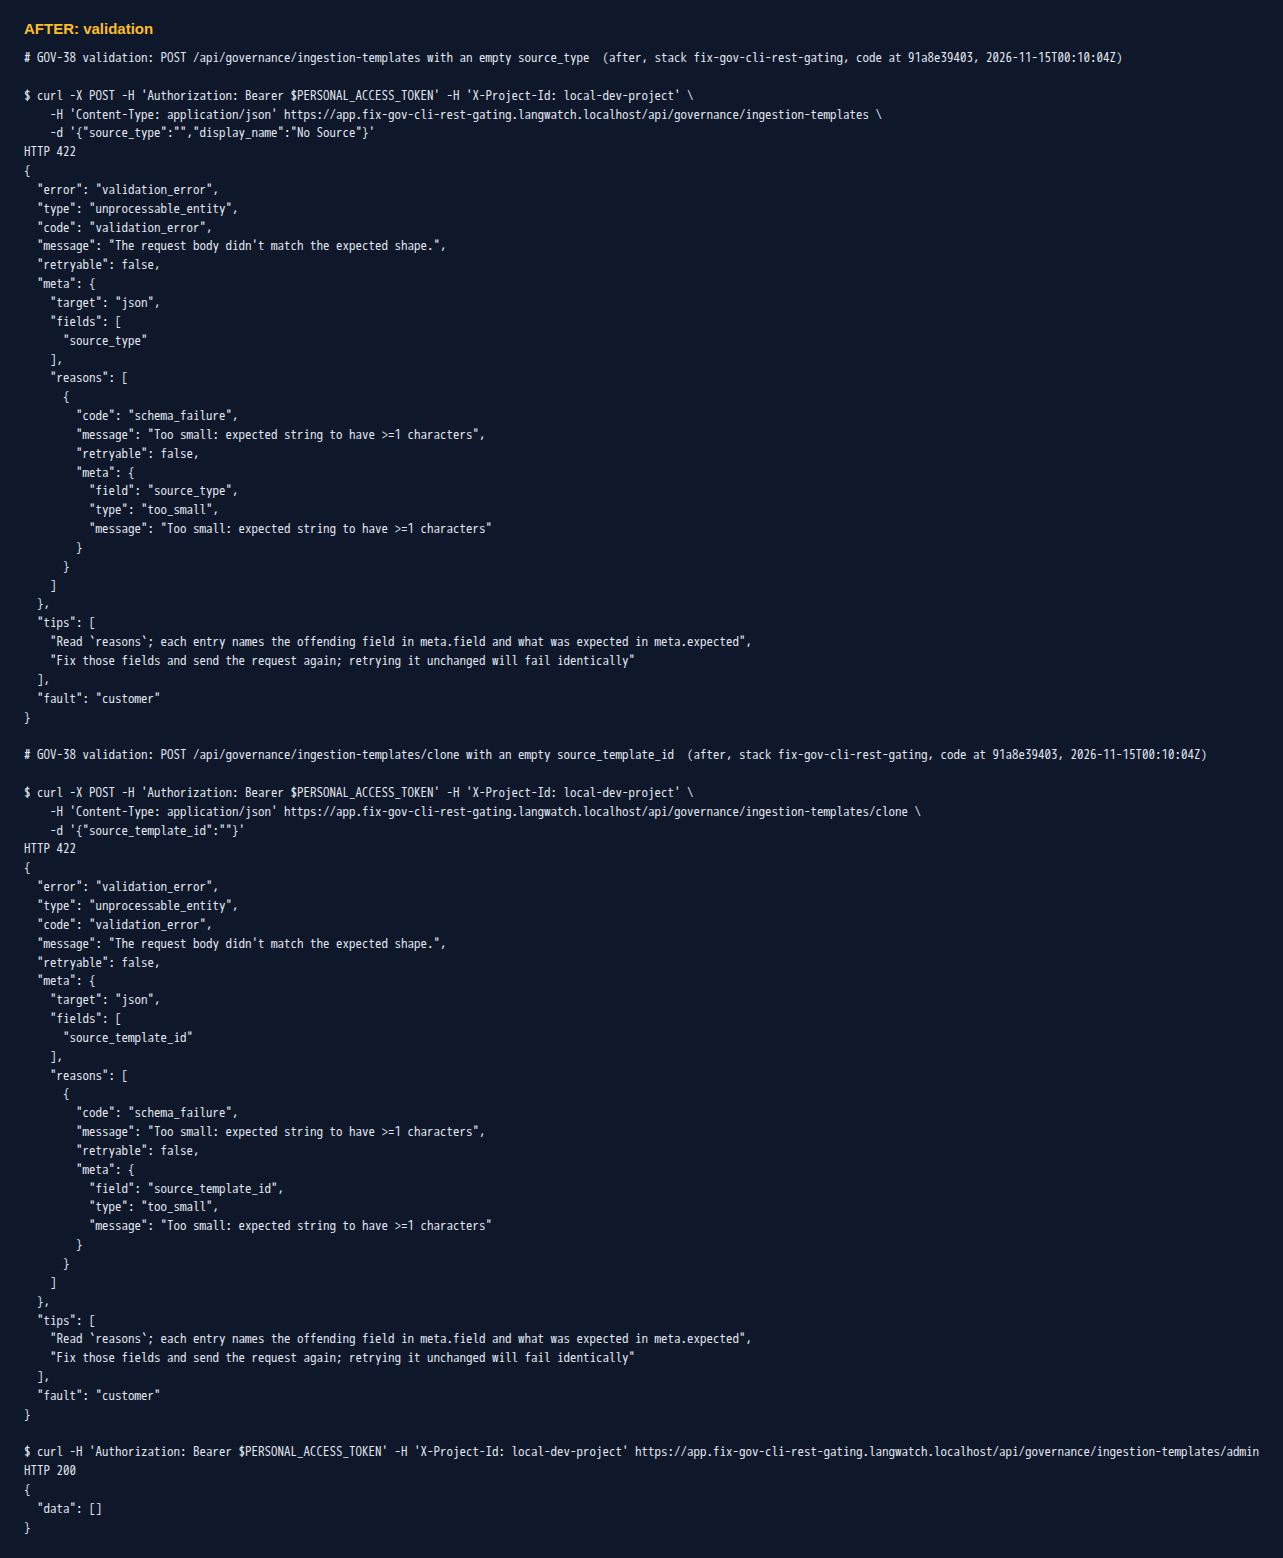 AFTER: validation
# GOV-38 validation: POST /api/governance/ingestion-templates with an empty source_type  (after, stack fix-gov-cli-rest-gating, code at 91a8e39403, 2026-11-15T00:10:04Z)
$ curl -X POST -H 'Authorization: Bearer $PERSONAL_ACCESS_TOKEN' -H 'X-Project-Id: local-dev-project' \
    -H 'Content-Type: application/json' https://app.fix-gov-cli-rest-gating.langwatch.localhost/api/governance/ingestion-templates \
    -d '{"source_type":"","display_name":"No Source"}'
HTTP 422
{
  "error": "validation_error",
  "type": "unprocessable_entity",
  "code": "validation_error",
  "message": "The request body didn't match the expected shape.",
  "retryable": false,
  "meta": {
    "target": "json",
    "fields": [
      "source_type"
    ],
    "reasons": [
      {
        "code": "schema_failure",
        "message": "Too small: expected string to have >=1 characters",
        "retryable": false,
        "meta": {
          "field": "source_type",
          "type": "too_small",
          "message": "Too small: expected string to have >=1 characters"
        }
      }
    ]
  },
  "tips": [
    "Read `reasons`; each entry names the offending field in meta.field and what was expected in meta.expected",
    "Fix those fields and send the request again; retrying it unchanged will fail identically"
  ],
  "fault": "customer"
}
# GOV-38 validation: POST /api/governance/ingestion-templates/clone with an empty source_template_id  (after, stack fix-gov-cli-rest-gating, code at 91a8e39403, 2026-11-15T00:10:04Z)
$ curl -X POST -H 'Authorization: Bearer $PERSONAL_ACCESS_TOKEN' -H 'X-Project-Id: local-dev-project' \
    -H 'Content-Type: application/json' https://app.fix-gov-cli-rest-gating.langwatch.localhost/api/governance/ingestion-templates/clone \
    -d '{"source_template_id":""}'
HTTP 422
{
  "error": "validation_error",
  "type": "unprocessable_entity",
  "code": "validation_error",
  "message": "The request body didn't match the expected shape.",
  "retryable": false,
  "meta": {
    "target": "json",
    "fields": [
      "source_template_id"
    ],
    "reasons": [
      {
        "code": "schema_failure",
        "message": "Too small: expected string to have >=1 characters",
        "retryable": false,
        "meta": {
          "field": "source_template_id",
          "type": "too_small",
          "message": "Too small: expected string to have >=1 characters"
        }
      }
    ]
  },
  "tips": [
    "Read `reasons`; each entry names the offending field in meta.field and what was expected in meta.expected",
    "Fix those fields and send the request again; retrying it unchanged will fail identically"
  ],
  "fault": "customer"
}
$ curl -H 'Authorization: Bearer $PERSONAL_ACCESS_TOKEN' -H 'X-Project-Id: local-dev-project' https://app.fix-gov-cli-rest-gating.langwatch.localhost/api/governance/ingestion-templates/admin
HTTP 200
{
  "data": []
}